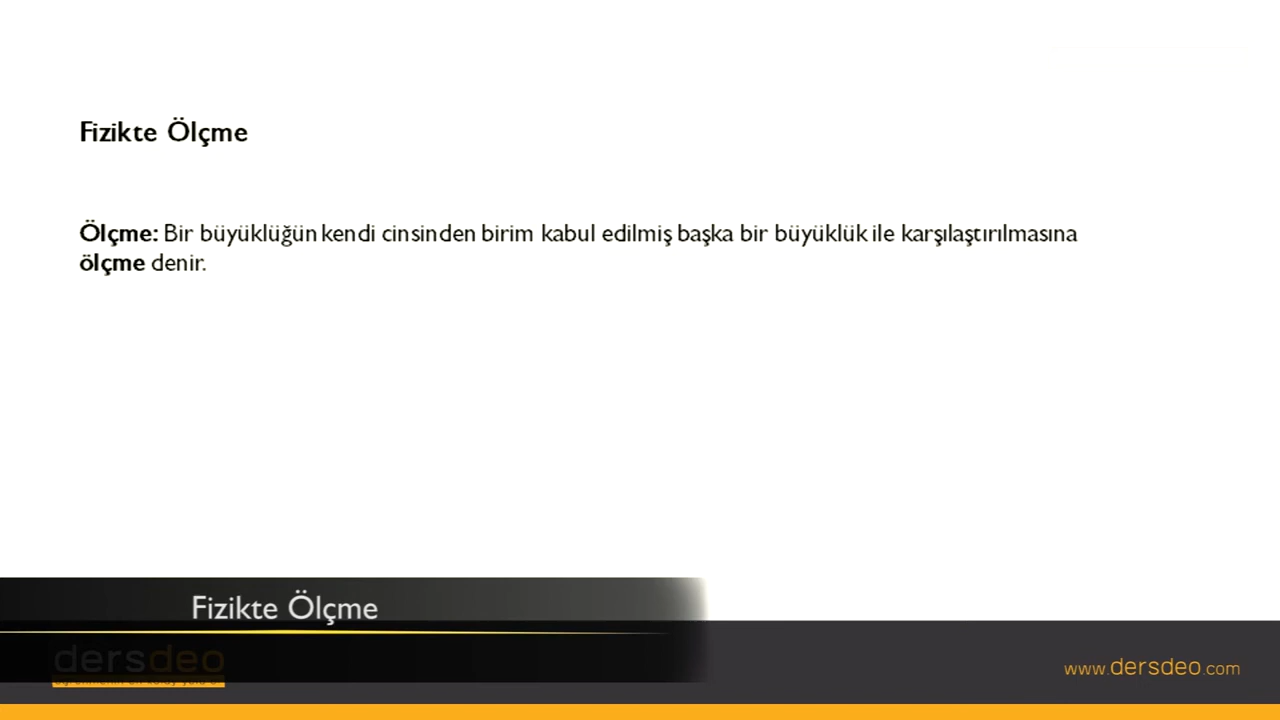 Fizikte Ölçme
Ölçme: Bir büyüklüğün kendi cinsinden birim kabul edilmiş başka bir büyüklük ile karşılaştırılmasına
ölçme denir.
Fizikte Ölçme
dersdeo
www.dersdeo.com